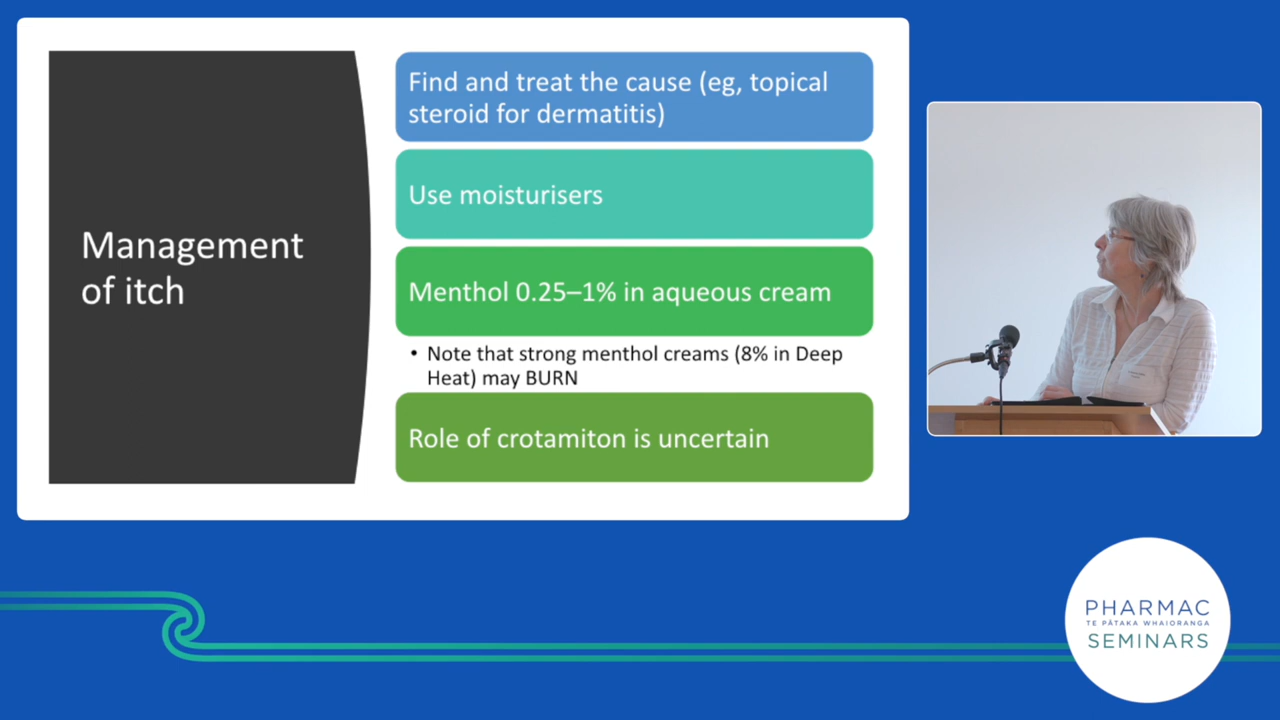 Management
of itch
Find and treat the cause (eg, topical
steroid for dermatitis)
Use moisturisers
Menthol 0.25–1% in aqueous cream
• Note that strong menthol creams (8% in Deep
Heat) may BURN
Role of crotamiton is uncertain
PHARMAC
TE PĀTAKA WHAIORANGA
SEMINARS